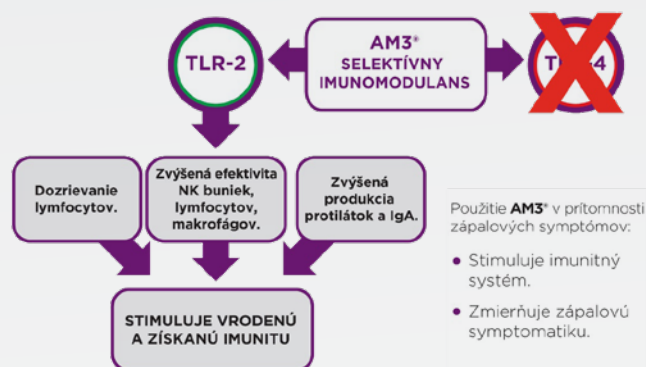 TLR-2
AM3®
SELEKTÍVNY
IMUNOMODULANS
Dozrievanie
lymfocytov.
Zvýšená efektivita
NK buniek,
lymfocytov,
makrofágov.
Zvýšená
produkcia
protilátok a IgA.
STIMULUJE VRODENÚ
A ZÍSKANÚ IMUNITU
Použitie AM3® v prítomnosti
zápalových symptómov:
• Stimuluje imunitný
systém.
• Zmierňuje zápalovú
symptomatiku.